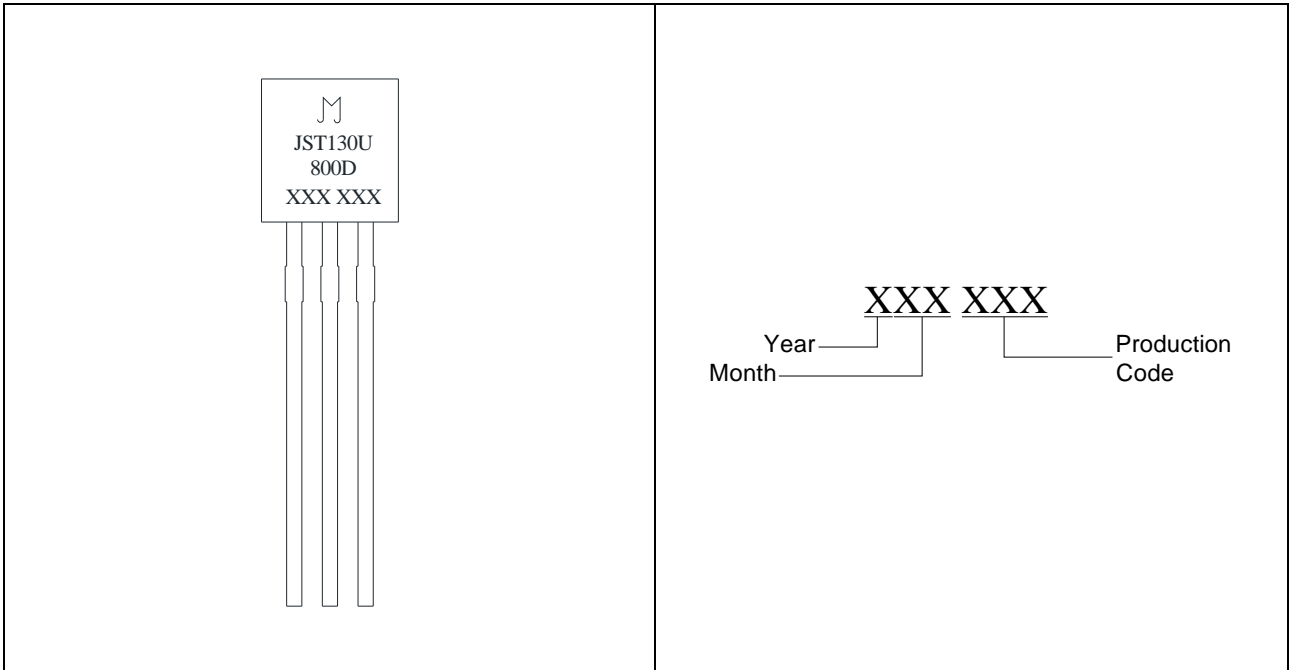 JST130U
800D
XXX XXX
XXX XXX
Year
Month
Production
Code